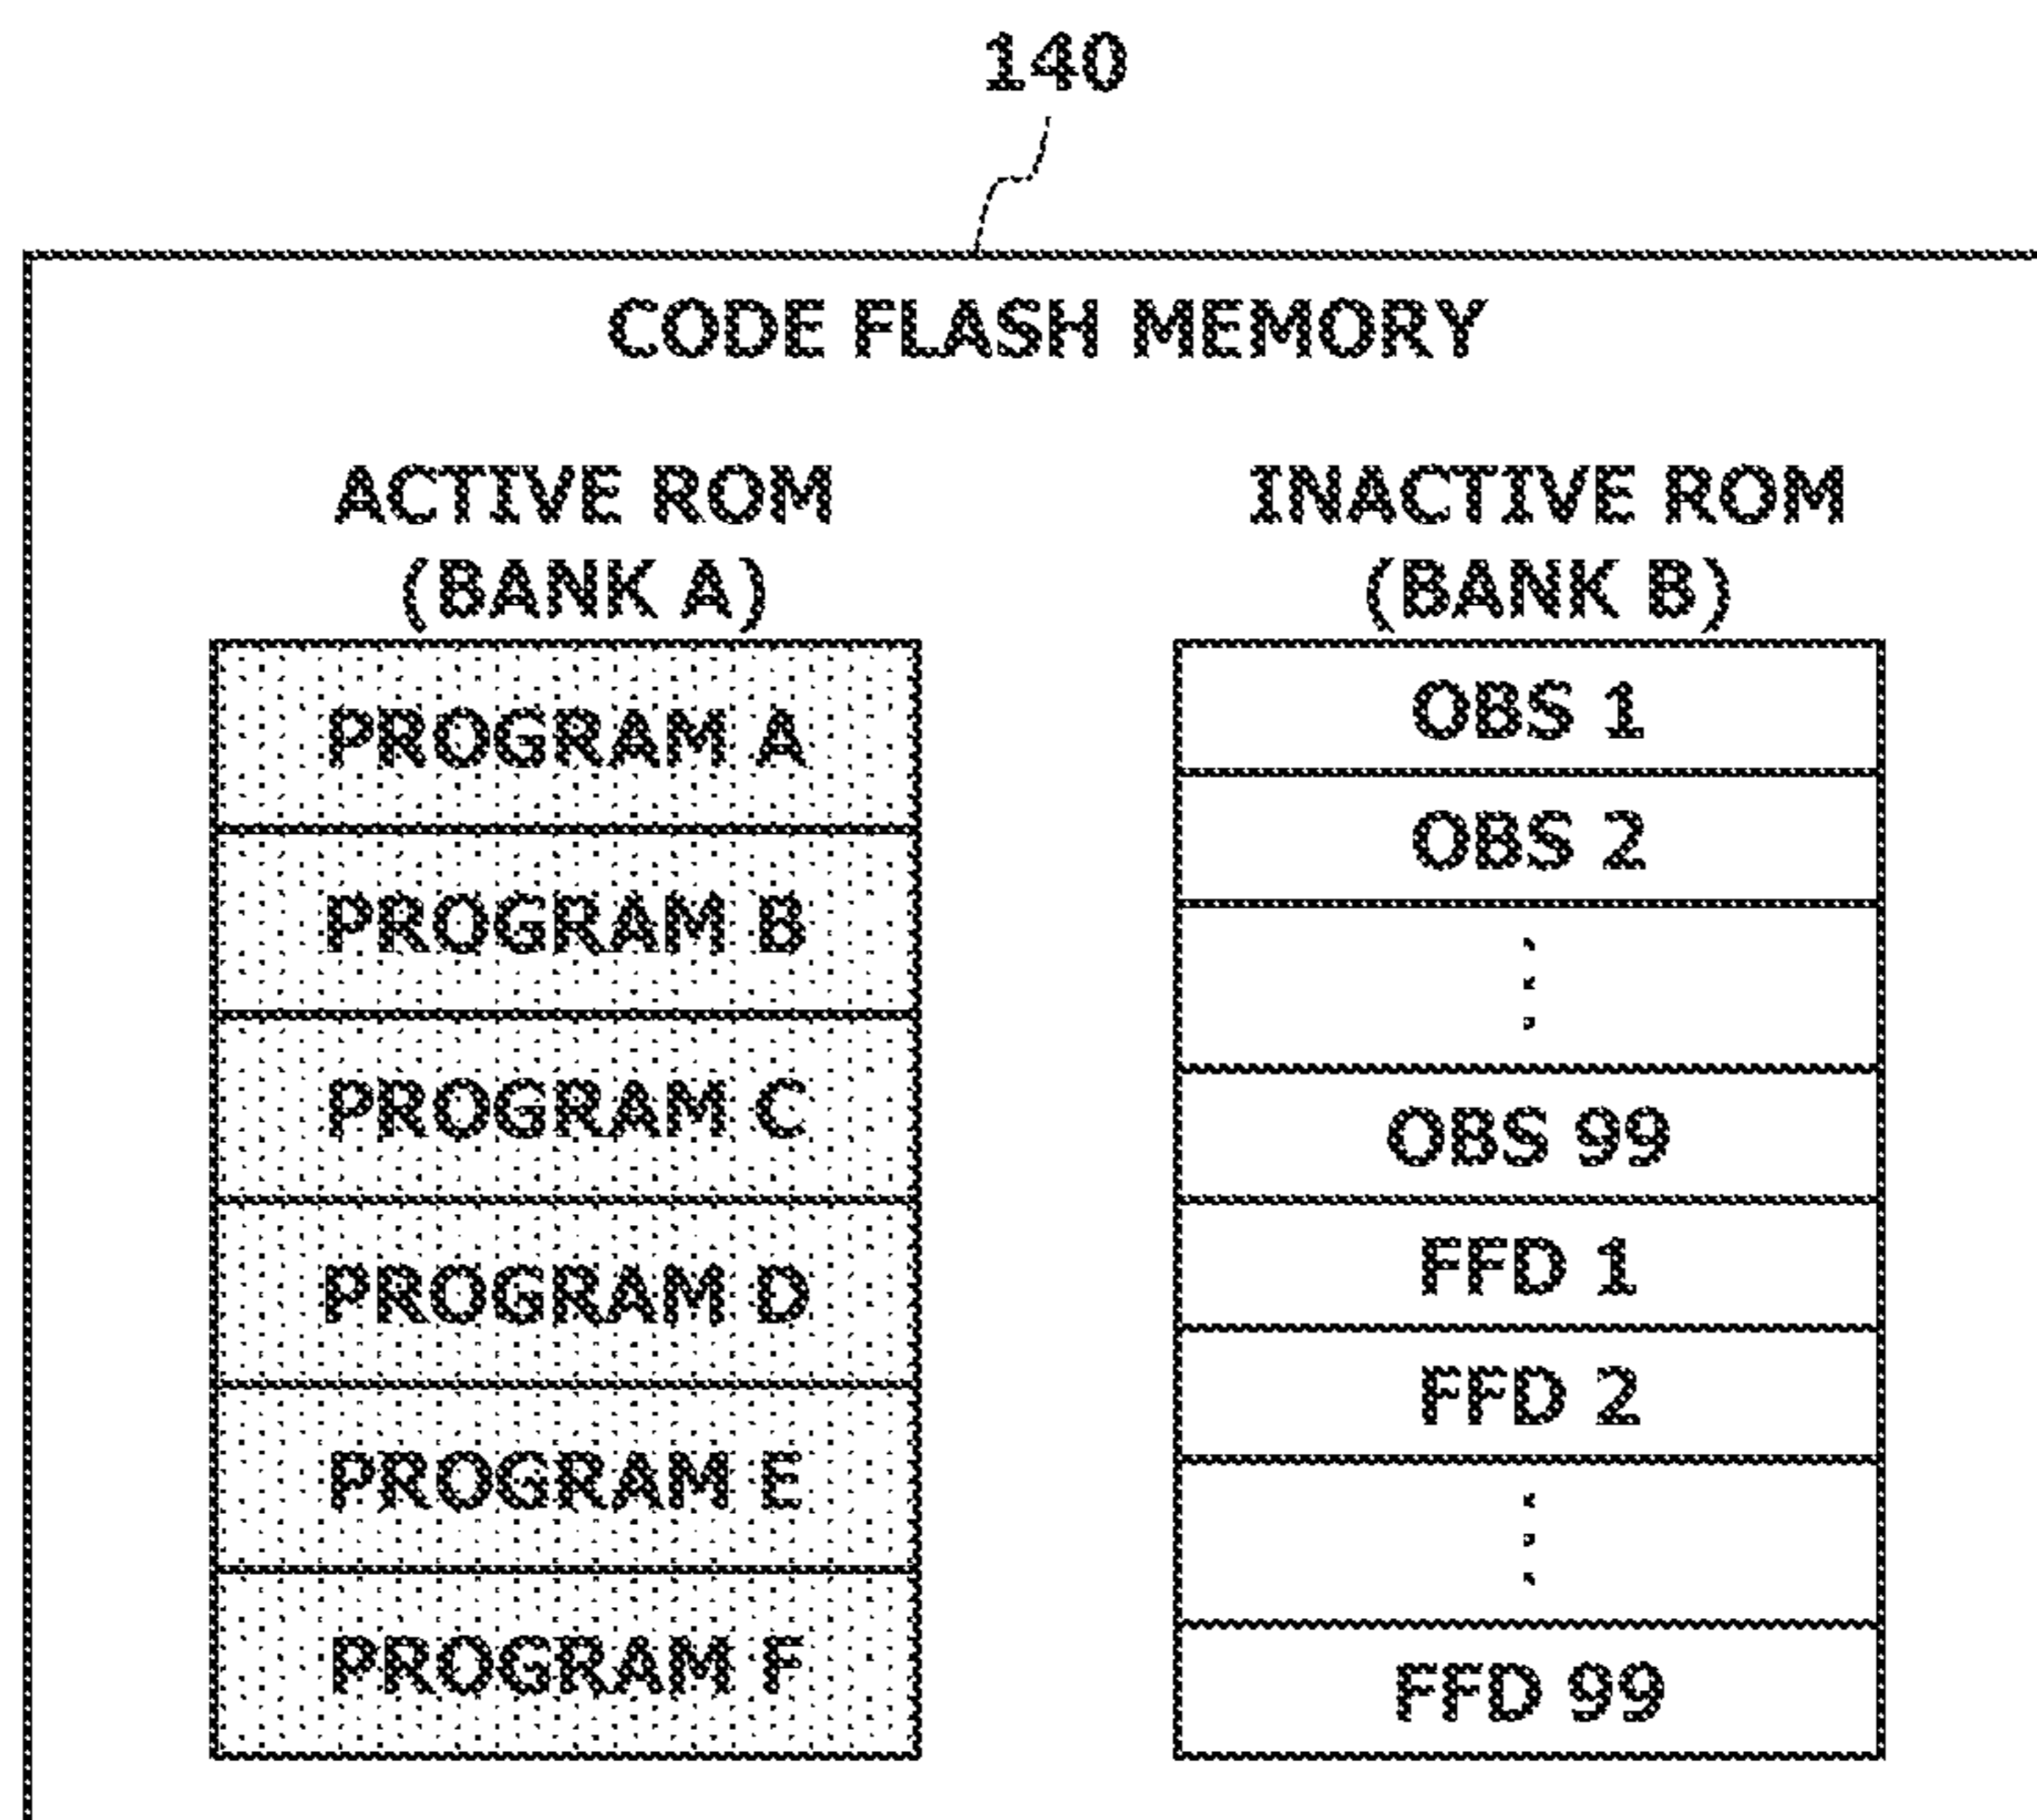 140
CODE FLASH MEMORY
ACTIVE ROM
(BANK A)
PROGRAM A
PROGRAM B
PROGRAM C
PROGRAM D
PROGRAM E
PROGRAM F
INACTIVE ROM
(BANK B)
OBS 1
OBS 2
OBS 99
FFD 1
FFD 2
FFD 99